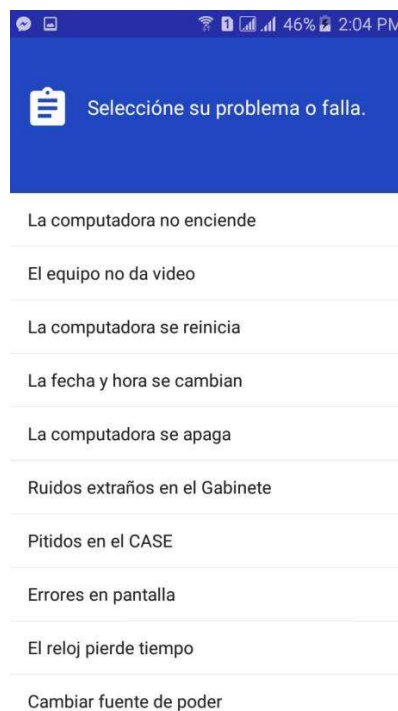 1 46% 2:04 PM
Seleccióne su problema o falla.
La computadora no enciende
El equipo no da video
La computadora se reinicia
La fecha y hora se cambian
La computadora se apaga
Ruidos extraños en el Gabinete
Pitidos en el CASE
Errores en pantalla
El reloj pierde tiempo
Cambiar fuente de poder